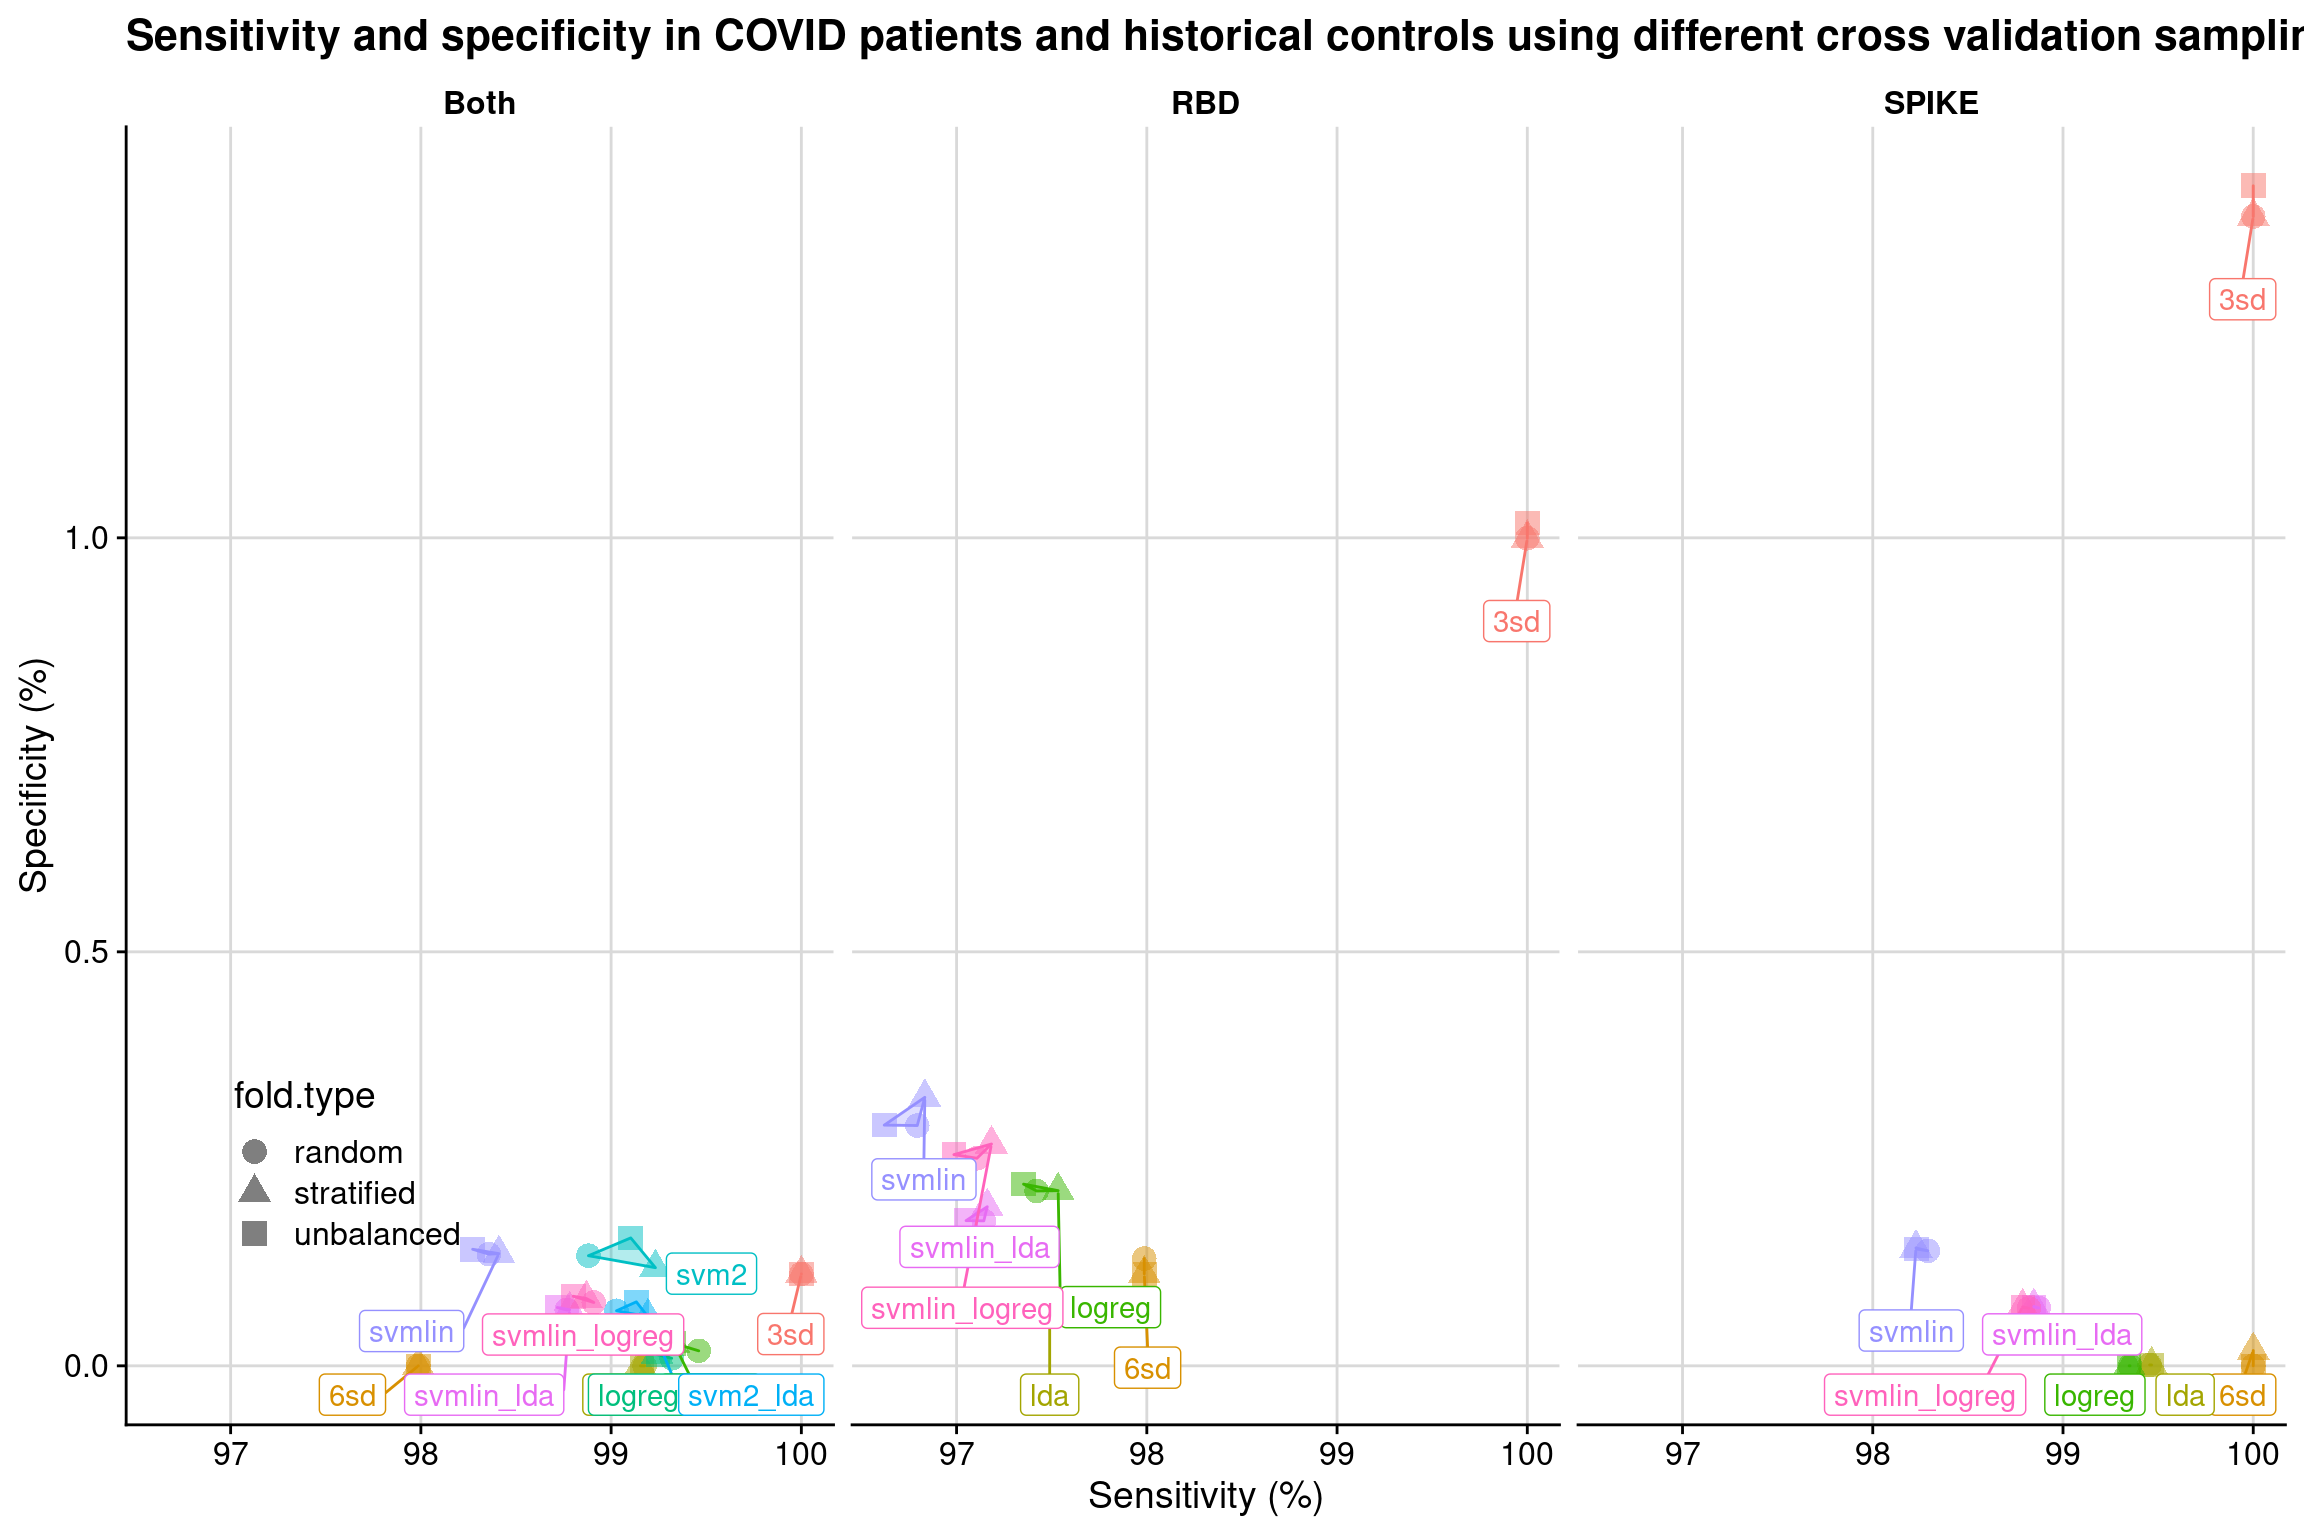 Sensitivity and specificity in COVID patients and historical controls using different cross validation samplin
Both
RBD
SPIKE
Specificity (%)
1.0
0.5
0.0
3sd
3sd
fold.type
random
stratified
unbalanced
svmlin
svm2
svmlin_logreg
3sd
6sd
svmlin_lda
logreg
svm2_lda
svmlin
svmlin_lda
svmlin_logreg
logreg
6sd
lda
svmlin
svmlin_lda
svmlin_logreg
logreg
lda
6sd
97 98 99 100
97 98 99 100
97 98 99 100
Sensitivity (%)